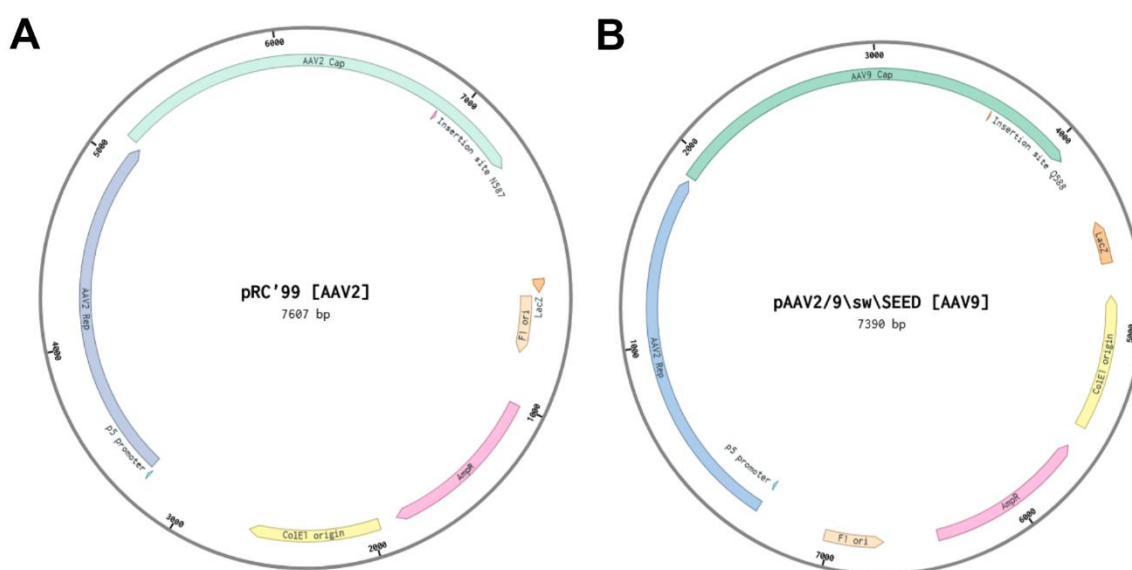 A
6000
AAV2 Cap
7000
5000
Insertion site N587
AAV2 Rep
pRC'99 [AAV2]
7607 bp
LacZ
F1 ori
4000
1000
p5 promoter
AmpR
3000
ColE1 origin
2000
B
3000
AAV9 Cap
4000
2000
Insertion site Q588
LacZ
pAAV2/9\sw\SEED [AAV9]
7390 bp
5000
1000
AAV2 Rep
ColE1 origin
p5 promoter
AmpR
6000
F1 ori
7000